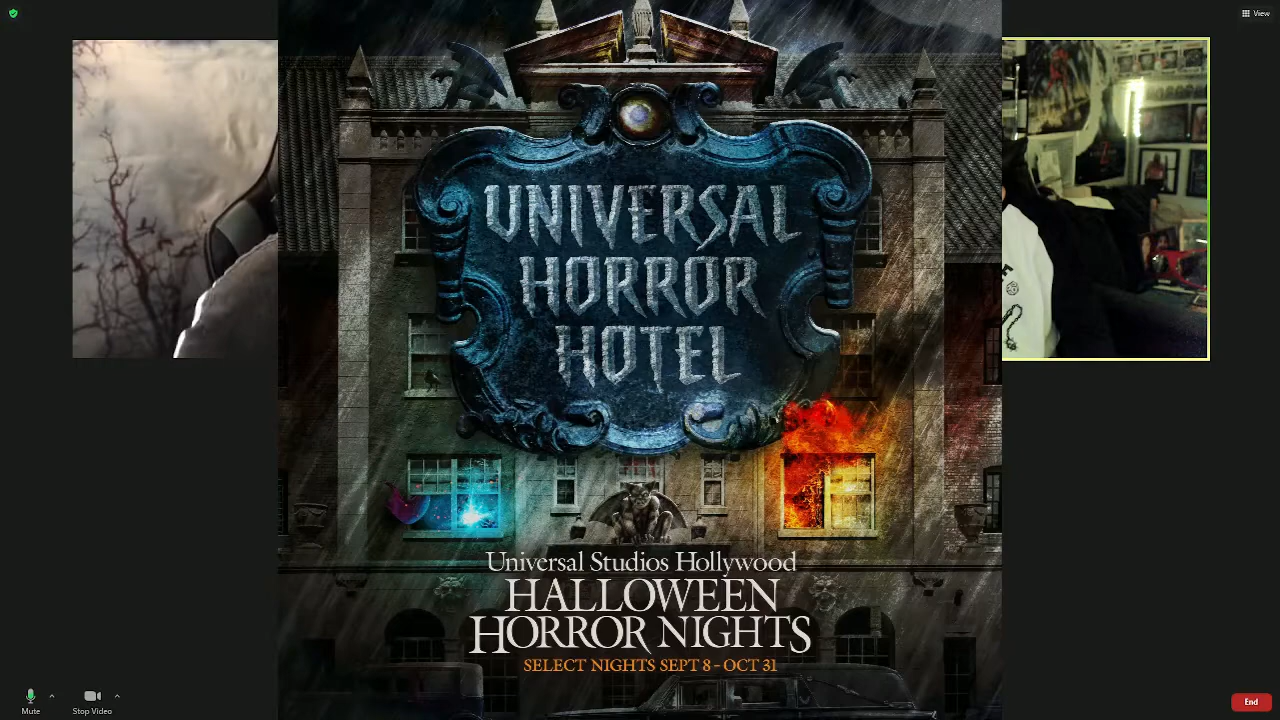 View
UNIVERSAL
HORROR
HOTEL
Universal Studios Hollywood
HALLOWEEN
HORROR NIGHTS
SELECT NIGHTS SEPT 8 - OCT 31
Mute
Stop Video
End